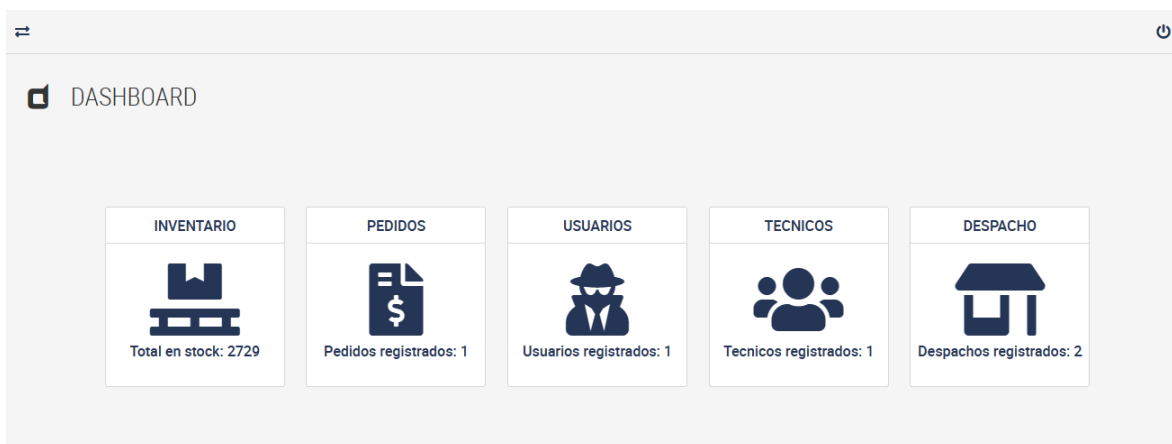 DASHBOARD
INVENTARIO
Total en stock: 2729
PEDIDOS
$
Pedidos registrados: 1
USUARIOS
Usuarios registrados: 1
TECNICOS
Tecnicos registrados: 1
DESPACHO
Despachos registrados: 2